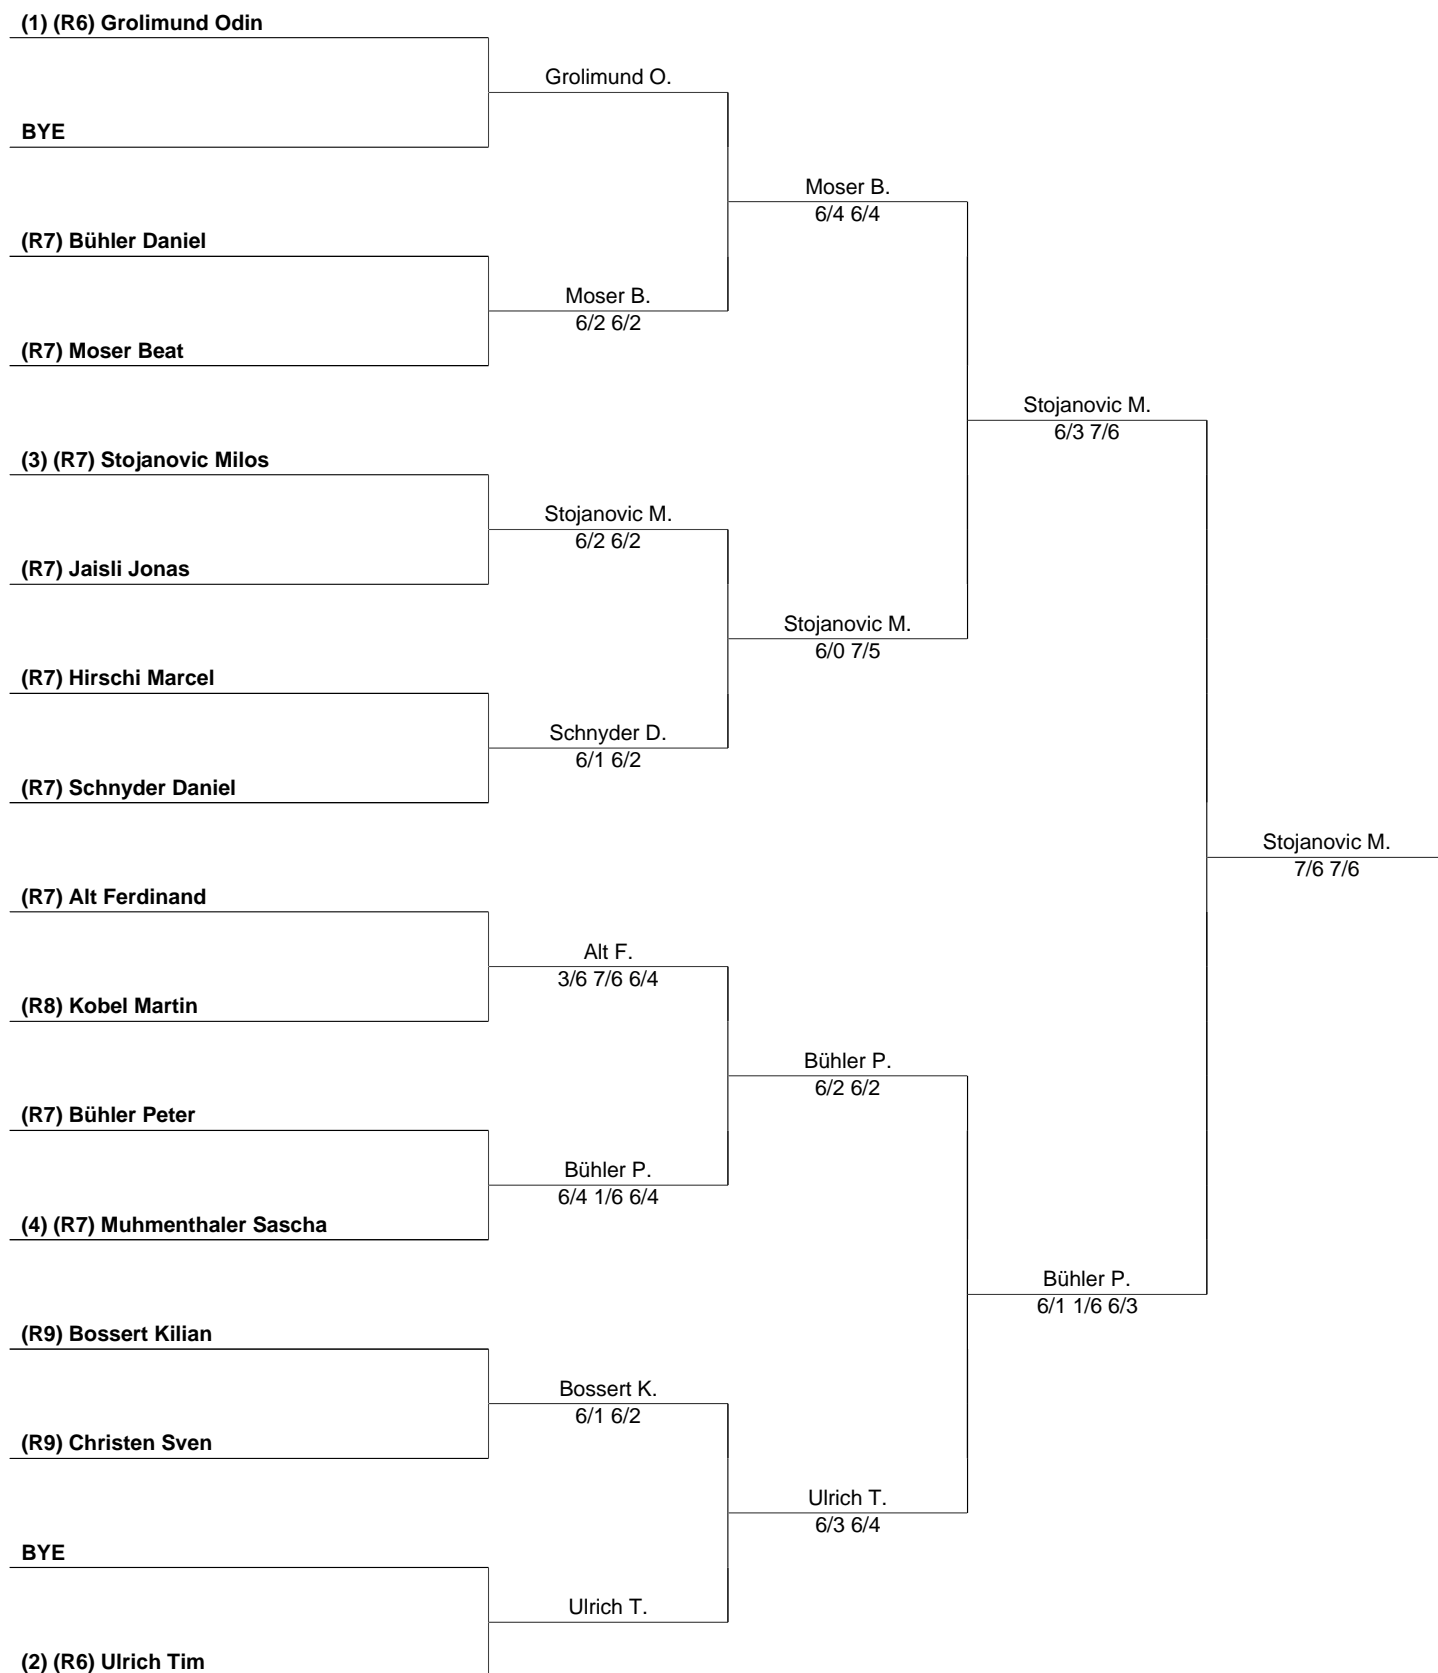 (1) (R6) Grolimund Odin
Grolimund O.
BYE
Moser B.
6/4 6/4
(R7) Bühler Daniel
Moser B.
6/2 6/2
(R7) Moser Beat
Stojanovic M.
6/3 7/6
(3) (R7) Stojanovic Milos
Stojanovic M.
6/2 6/2
(R7) Jaisli Jonas
Stojanovic M.
6/0 7/5
(R7) Hirschi Marcel
Schnyder D.
6/1 6/2
(R7) Schnyder Daniel
Stojanovic M.
7/6 7/6
(R7) Alt Ferdinand
Alt F.
3/6 7/6 6/4
(R8) Kobel Martin
Bühler P.
6/2 6/2
(R7) Bühler Peter
Bühler P.
6/4 1/6 6/4
(4) (R7) Muhmenthaler Sascha
Bühler P.
6/1 1/6 6/3
(R9) Bossert Kilian
Bossert K.
6/1 6/2
(R9) Christen Sven
Ulrich T.
6/3 6/4
BYE
Ulrich T.
(2) (R6) Ulrich Tim